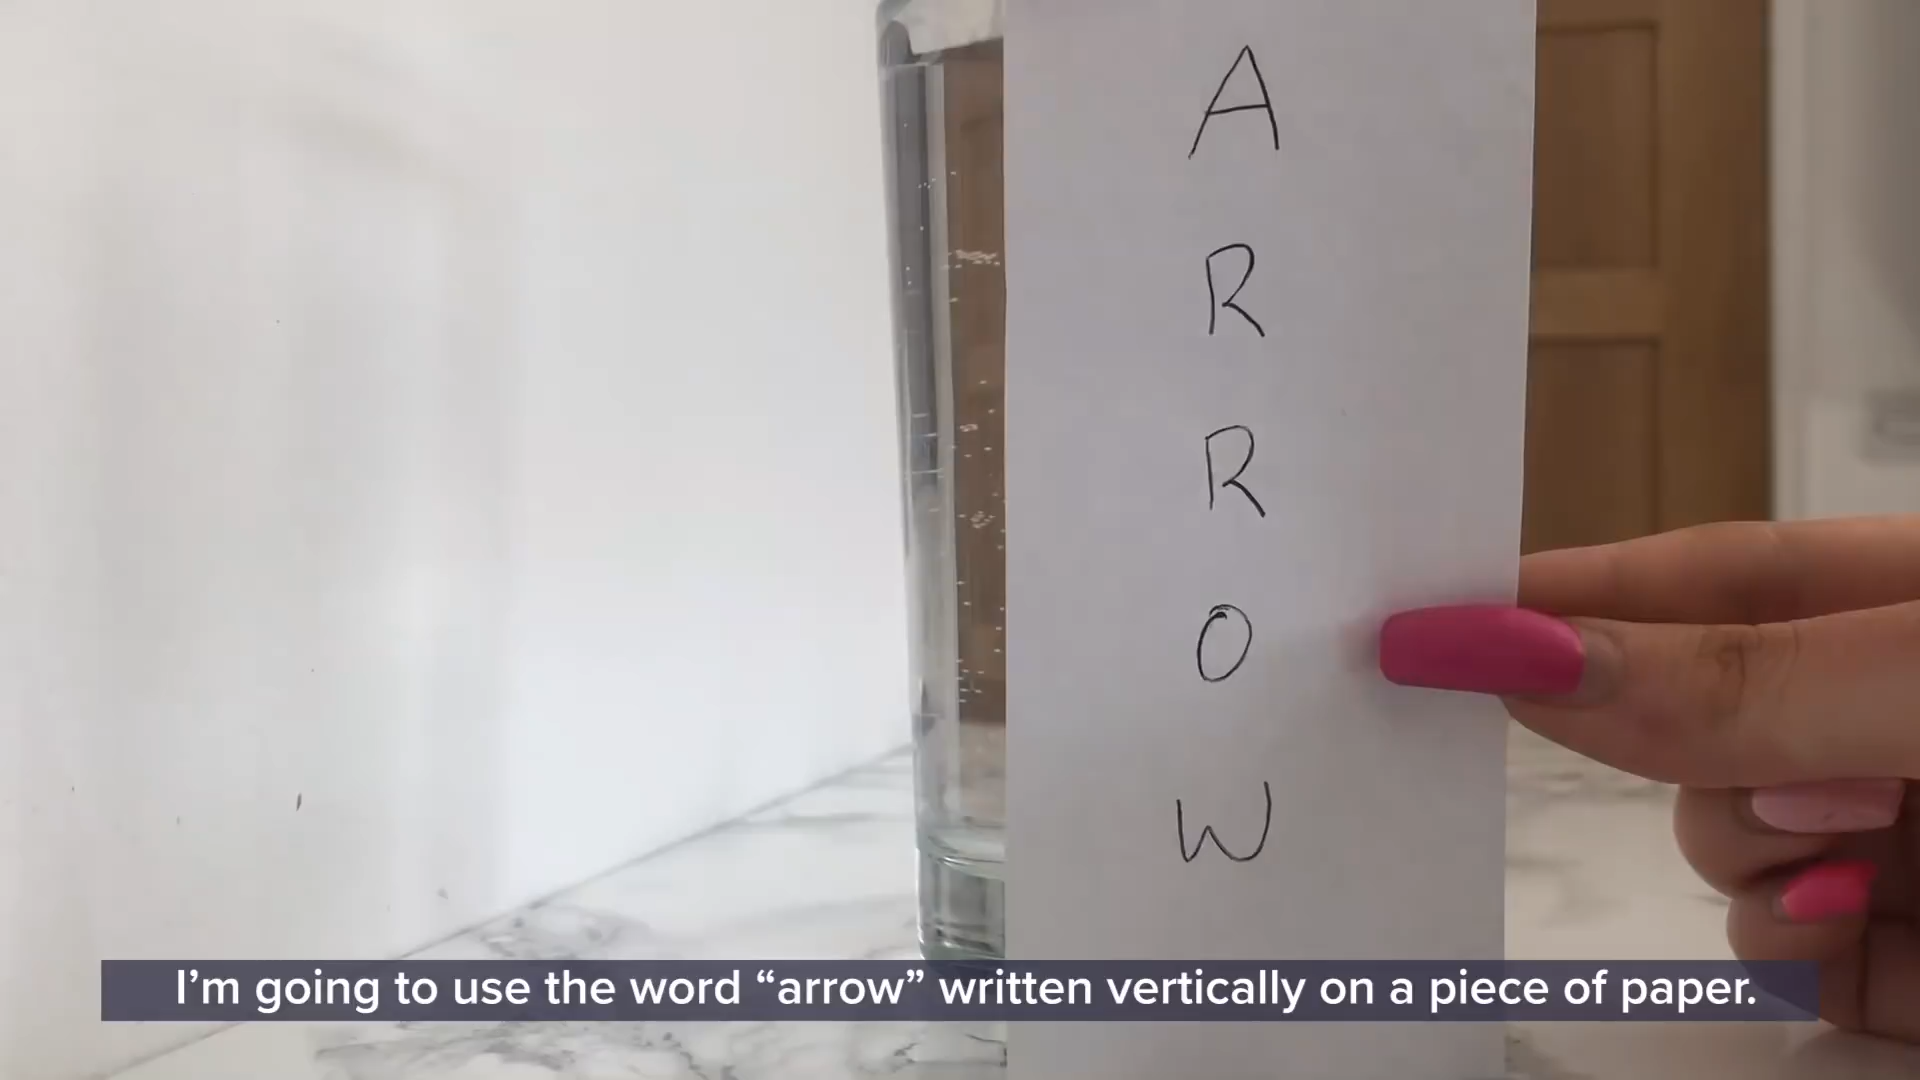 A
R
R
O
W
I’m going to use the word “arrow” written vertically on a piece of paper.